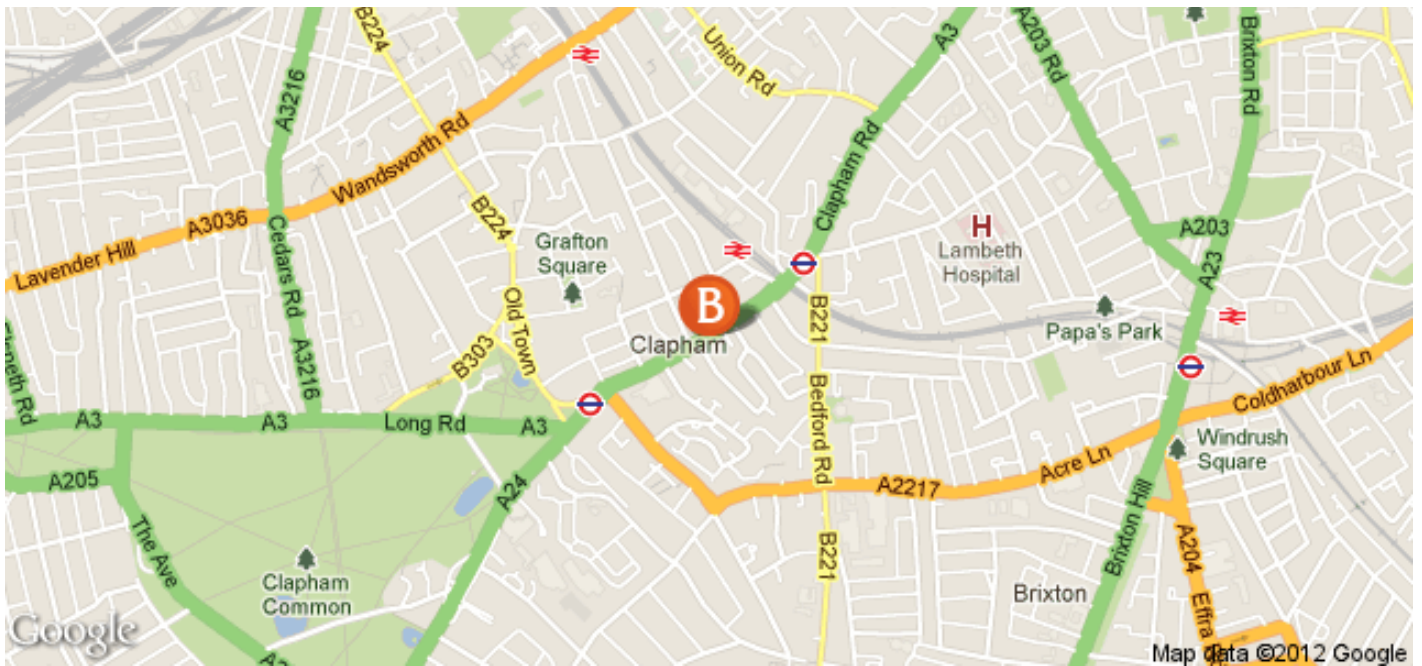 B224
A3
A203 Rd
Brixton Rd
Union Rd
A3216
Wandsworth Rd
Clapham Rd
B224
A3036
Cedars Rd
Grafton
Square
H
Lambeth
Hospital
A203
A23
Lavender Hill
Old Town
B
Clapham
B221
Papa's Park
B303
A3216
Bedford Rd
Coldharbour Ln
A3
A3
Long Rd
A3
Windrush
Square
A205
A24
A2217
Acre Ln
The Ave
B221
Brixton Hill
A204
Clapham
Common
Brixton
Effra
Google
Map data ©2012 Google